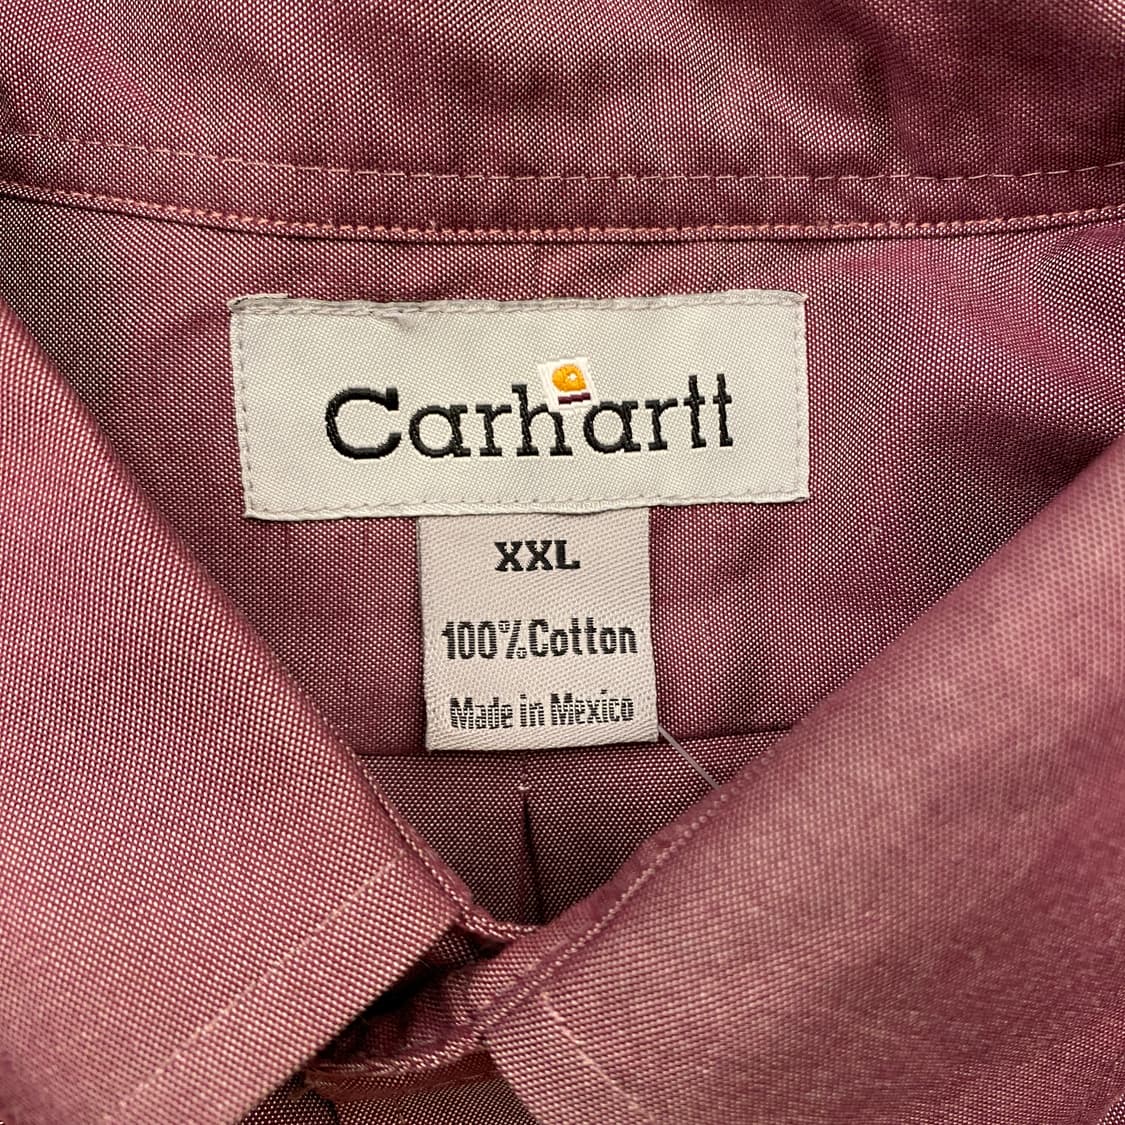 Carhartt
XXL
100% Cotton
Made in Mexico